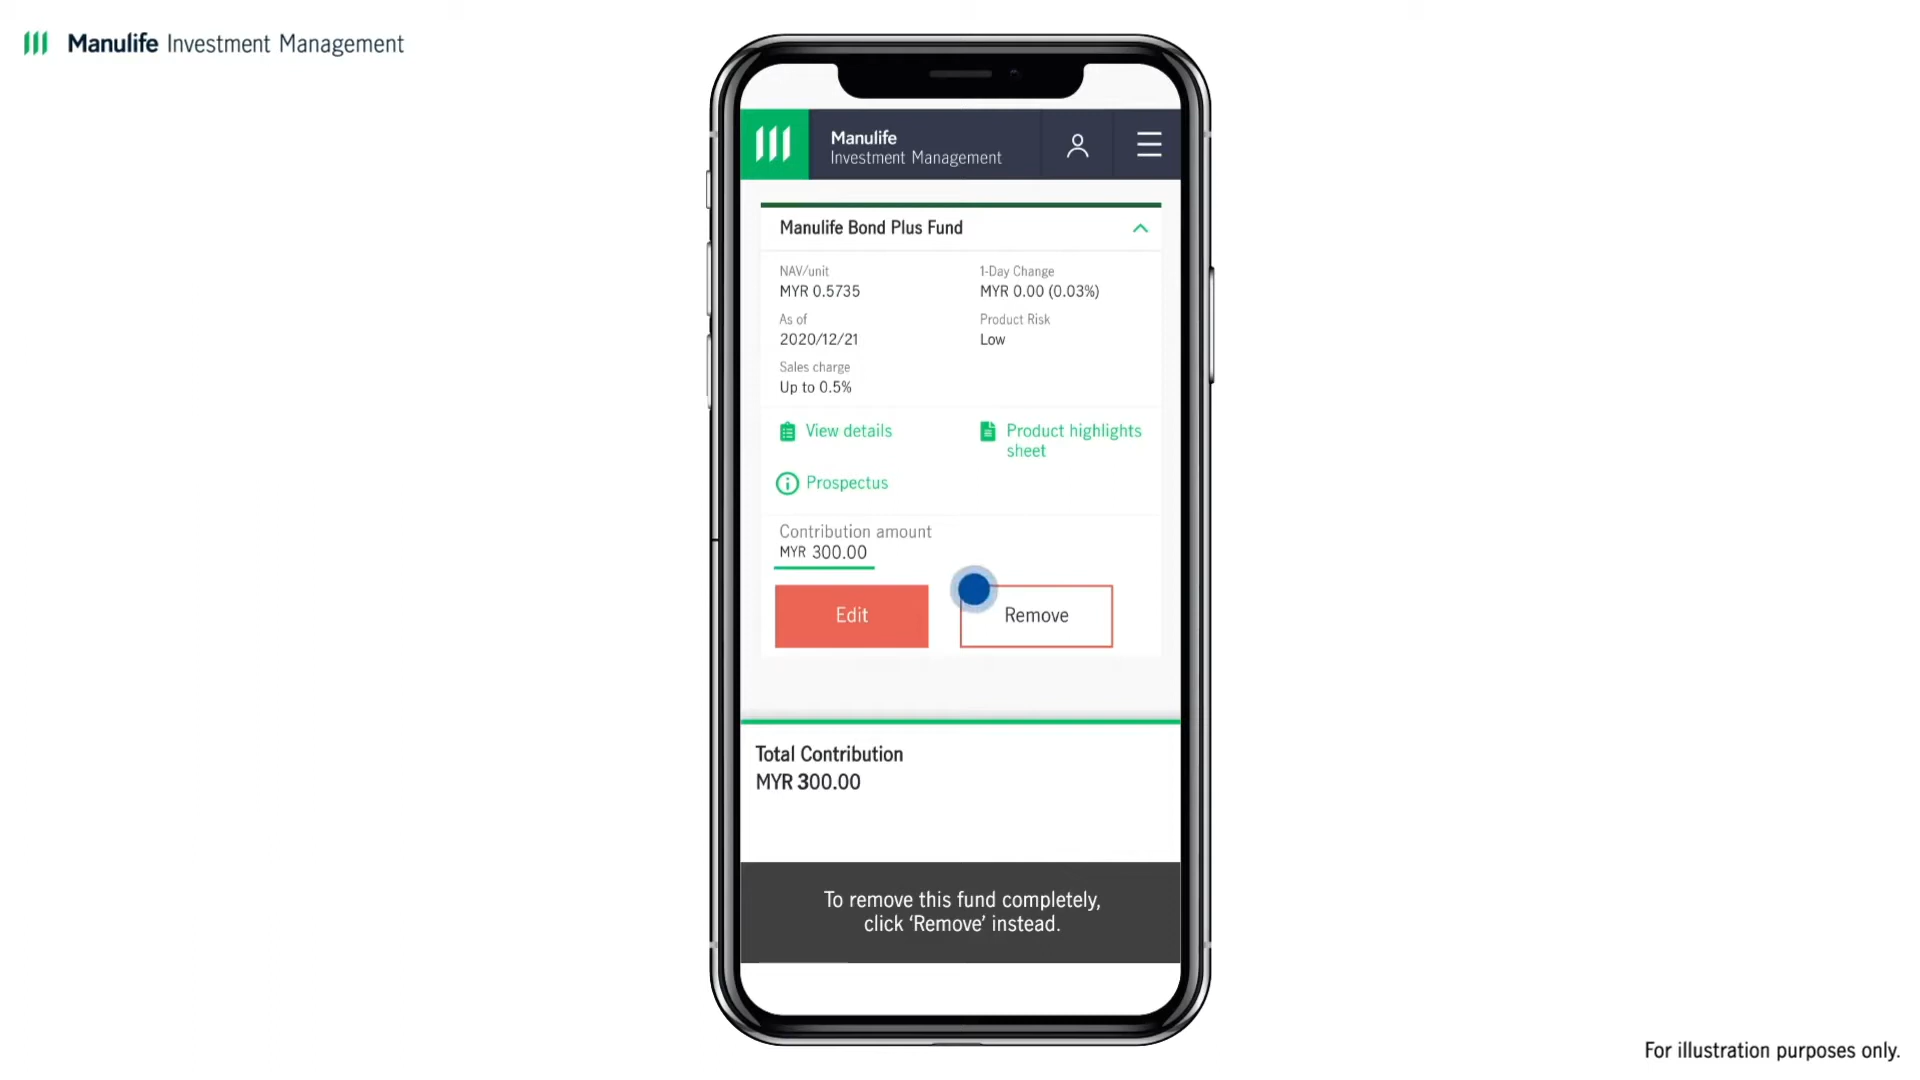 Manulife Investment Management
Manulife
Investment Management
Manulife Bond Plus Fund
NAV/unit
MYR 0.5735
1-Day Change
MYR 0.00 (0.03%)
As of
2020/12/21
Product Risk
Low
Sales charge
Up to 0.5%
View details
Product highlights
sheet
Prospectus
Contribution amount
MYR 300.00
Edit
Remove
Total Contribution
MYR 300.00
To remove this fund completely,
click ‘Remove’ instead.
For illustration purposes only.